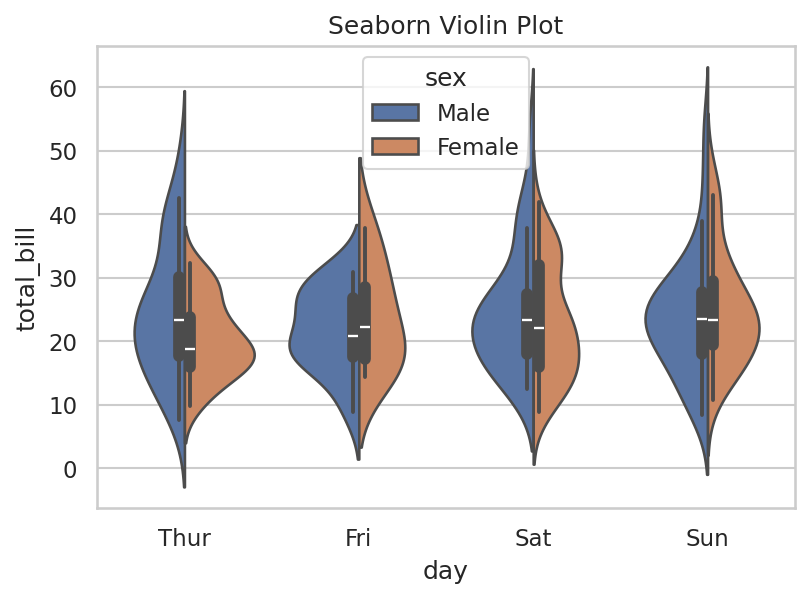 Seaborn Violin Plot
sex
Male
Female
total_bill
60
50
40
30
20
10
0
Thur Fri Sat Sun
day